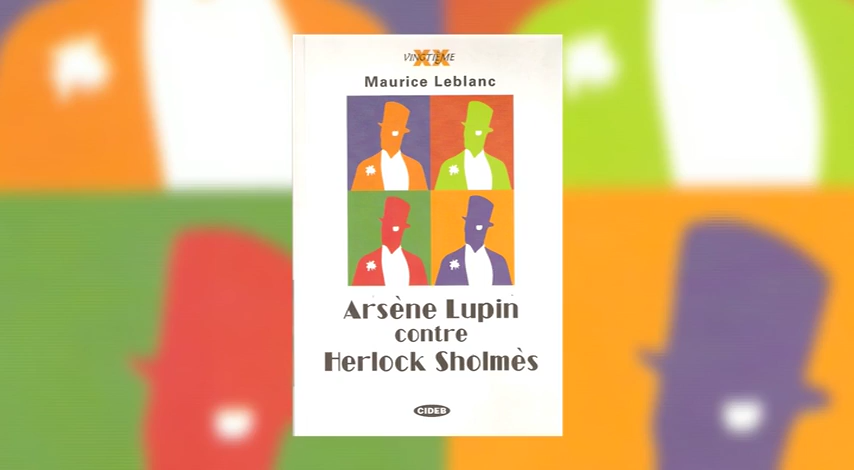 XX
VINGTIÈME
Maurice Leblanc
Arsène Lupin
contre
Herlock Sholmès
CIDEB